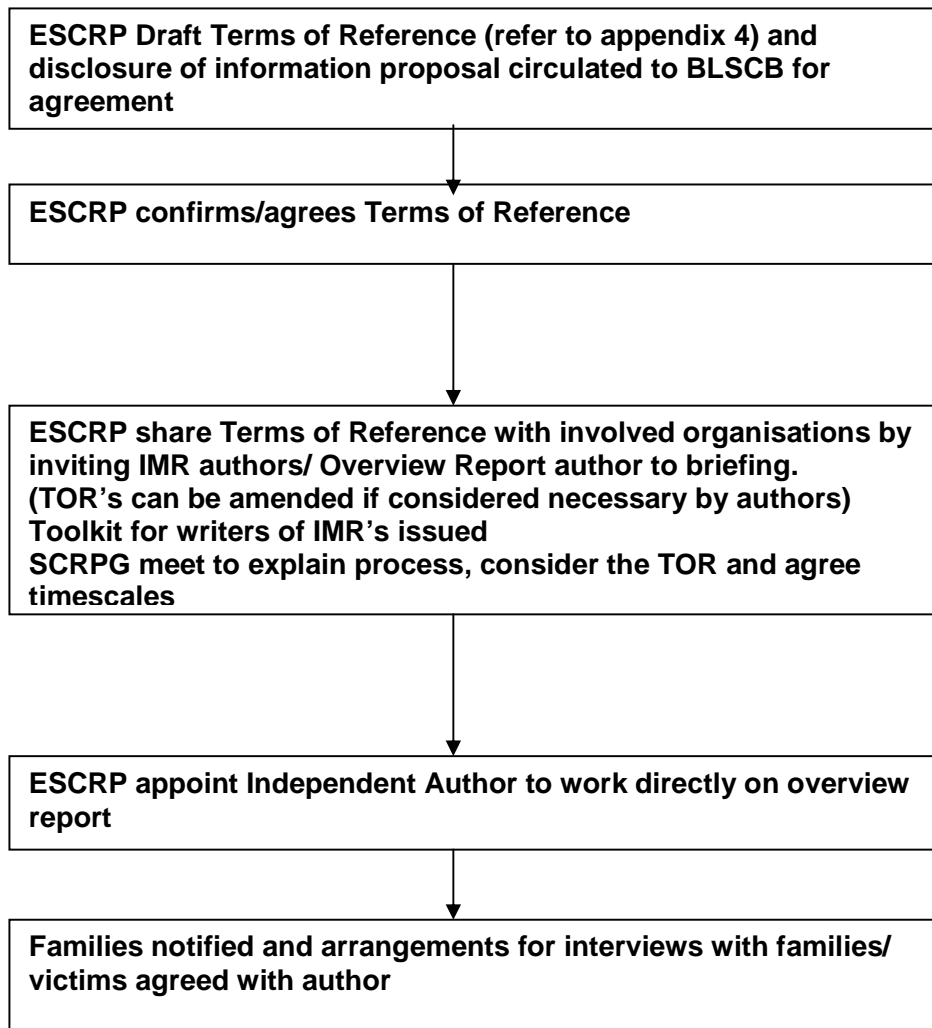 ESCRP Draft Terms of Reference (refer to appendix 4) and
disclosure of information proposal circulated to BLSCB for
agreement
ESCRP confirms/agrees Terms of Reference
ESCRP share Terms of Reference with involved organisations by
inviting IMR authors/ Overview Report author to briefing.
(TOR's can be amended if considered necessary by authors)
Toolkit for writers of IMR's issued
SCRPG meet to explain process, consider the TOR and agree
timescales
ESCRP appoint Independent Author to work directly on overview
report
Families notified and arrangements for interviews with families/
victims agreed with author